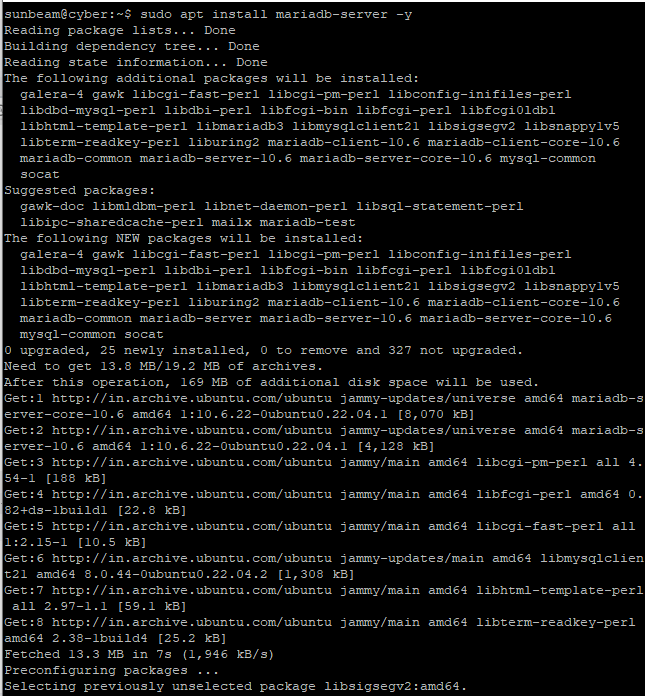 sunbeam@cyber:~$ sudo apt install mariadb-server -y
Reading package lists... Done
Building dependency tree... Done
Reading state information... Done
The following additional packages will be installed:
  galera-4 gawk libcgi-fast-perl libcgi-pm-perl libconfig-inifiles-perl
  libdbd-mysql-perl libdbi-perl libfcgi-bin libfcgi-perl libfcgi0ldbl
  libhtml-template-perl libmariadb3 libmysqlclient21 libsigsegv2 libsnappy1v5
  libterm-readkey-perl liburing2 mariadb-client-10.6 mariadb-client-core-10.6
  mariadb-common mariadb-server-10.6 mariadb-server-core-10.6 mysql-common
  socat
Suggested packages:
  gawk-doc libmldbm-perl libnet-daemon-perl libsql-statement-perl
  libipc-sharedcache-perl mailx mariadb-test
The following NEW packages will be installed:
  galera-4 gawk libcgi-fast-perl libcgi-pm-perl libconfig-inifiles-perl
  libdbd-mysql-perl libdbi-perl libfcgi-bin libfcgi-perl libfcgi0ldbl
  libhtml-template-perl libmariadb3 libmysqlclient21 libsigsegv2 libsnappy1v5
  libterm-readkey-perl liburing2 mariadb-client-10.6 mariadb-client-core-10.6
  mariadb-common mariadb-server mariadb-server-10.6 mariadb-server-core-10.6
  mysql-common socat
0 upgraded, 25 newly installed, 0 to remove and 327 not upgraded.
Need to get 13.8 MB/19.2 MB of archives.
After this operation, 169 MB of additional disk space will be used.
Get:1 http://in.archive.ubuntu.com/ubuntu jammy-updates/universe amd64 mariadb-s
erver-core-10.6 amd64 1:10.6.22-0ubuntu0.22.04.1 [8,070 kB]
Get:2 http://in.archive.ubuntu.com/ubuntu jammy-updates/universe amd64 mariadb-s
erver-10.6 amd64 1:10.6.22-0ubuntu0.22.04.1 [4,128 kB]
Get:3 http://in.archive.ubuntu.com/ubuntu jammy/main amd64 libcgi-pm-perl all 4.
54-1 [188 kB]
Get:4 http://in.archive.ubuntu.com/ubuntu jammy/main amd64 libfcgi-perl amd64 0.
82+ds-1build1 [22.8 kB]
Get:5 http://in.archive.ubuntu.com/ubuntu jammy/main amd64 libcgi-fast-perl all
1:2.15-1 [10.5 kB]
Get:6 http://in.archive.ubuntu.com/ubuntu jammy-updates/main amd64 libmysqlclien
t21 amd64 8.0.44-0ubuntu0.22.04.2 [1,308 kB]
Get:7 http://in.archive.ubuntu.com/ubuntu jammy/main amd64 libhtml-template-perl
 all 2.97-1.1 [59.1 kB]
Get:8 http://in.archive.ubuntu.com/ubuntu jammy/main amd64 libterm-readkey-perl
amd64 2.38-1build4 [25.2 kB]
Fetched 13.3 MB in 7s (1,946 kB/s)
Preconfiguring packages ...
Selecting previously unselected package libsigsegv2:amd64.